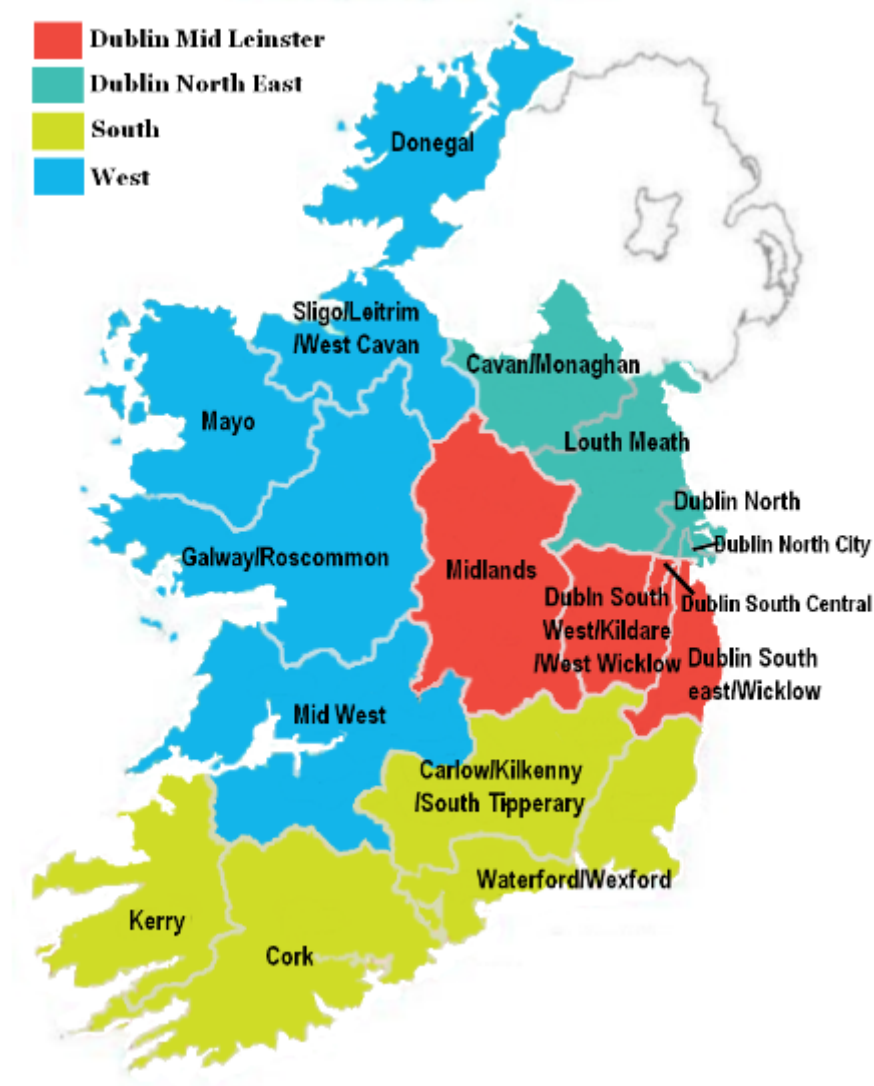 Dublin Mid Leinster
Dublin North East
South
West
Donegal
Sligo/Leitrim
/West Cavan
Cavan/Monaghan
Mayo
Louth Meath
Dublin North
Dublin North City
Galway/Roscommon
Midlands
Dubln South
West/Kildare
/West Wicklow
Dublin South Central
Dublin South
east/Wicklow
Mid West
Carlow/Kilkenny
/South Tipperary
Waterford/Wexford
Kerry
Cork